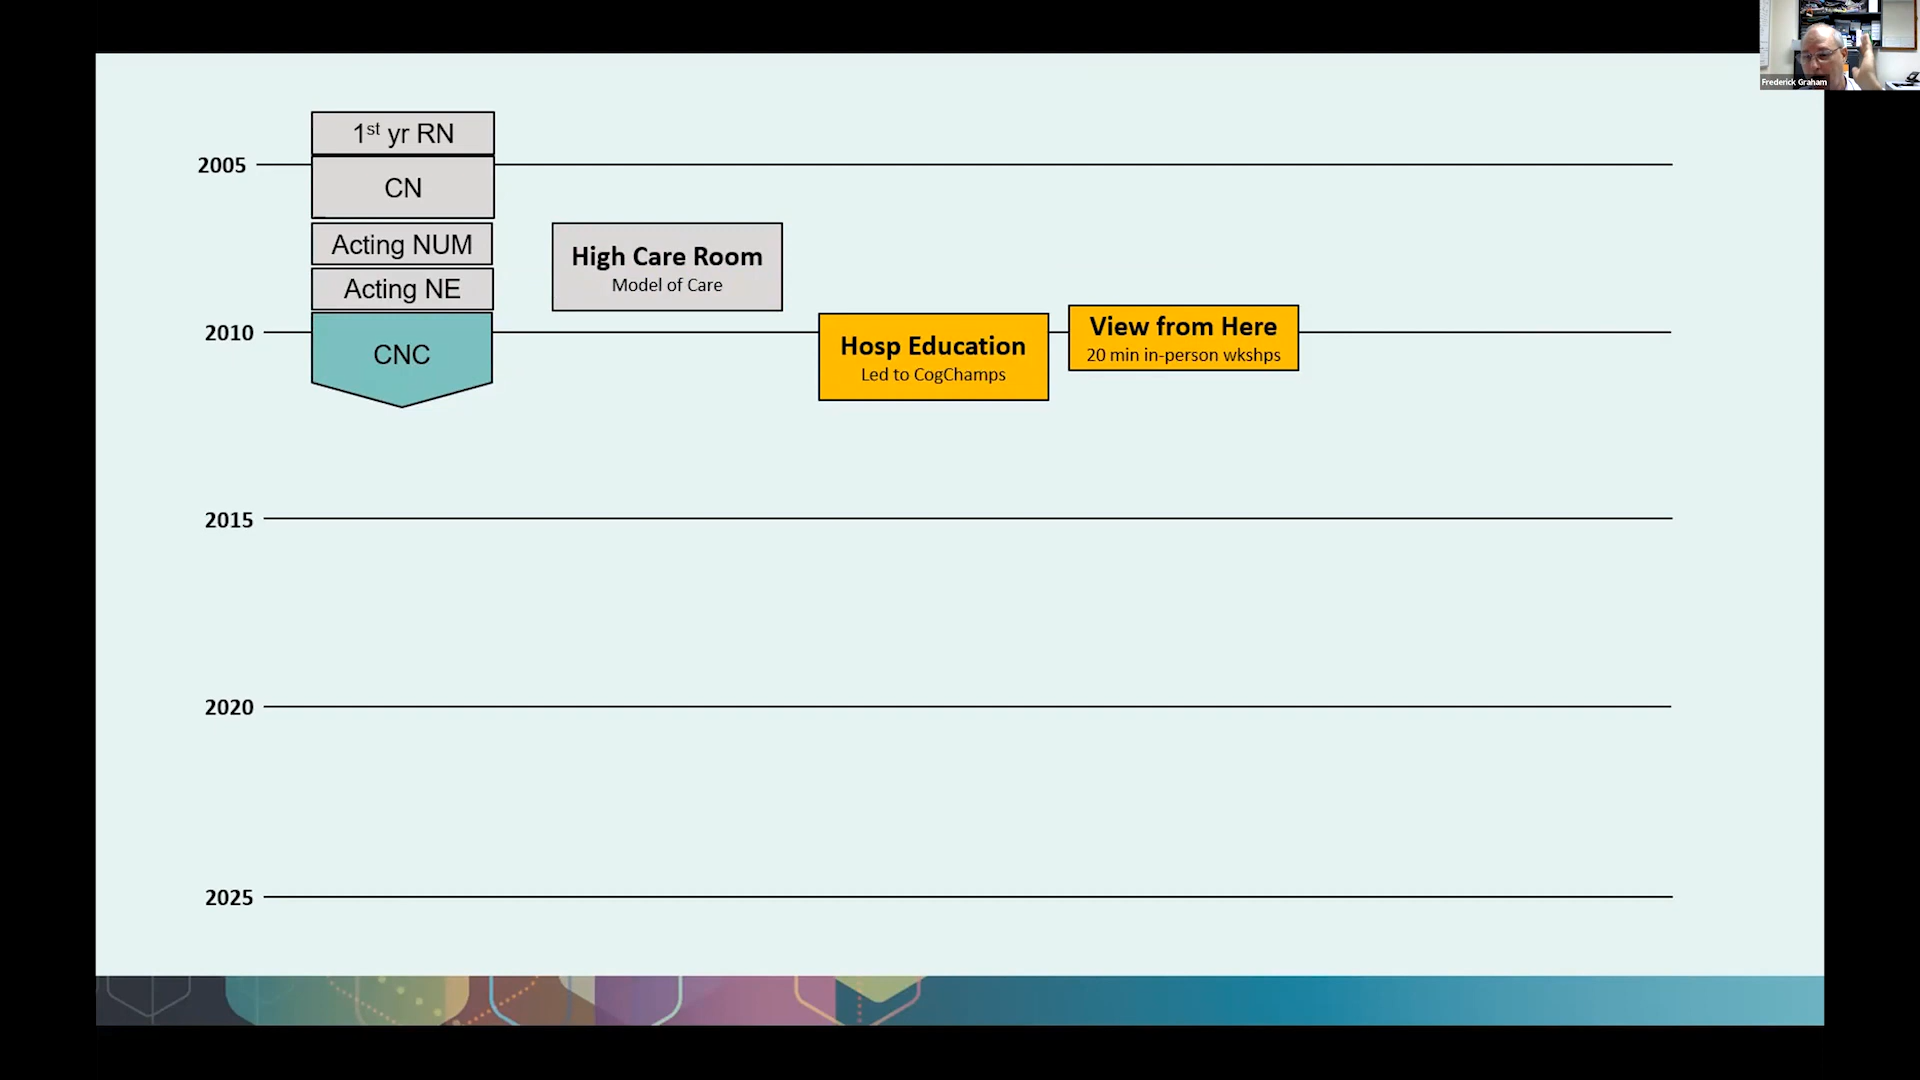 Frederick Graham
1st yr RN
2005
CN
Acting NUM
High Care Room
Model of Care
Acting NE
2010
CNC
Hosp Education
Led to CogChamps
View from Here
20 min in-person wkshps
2015
2020
2025